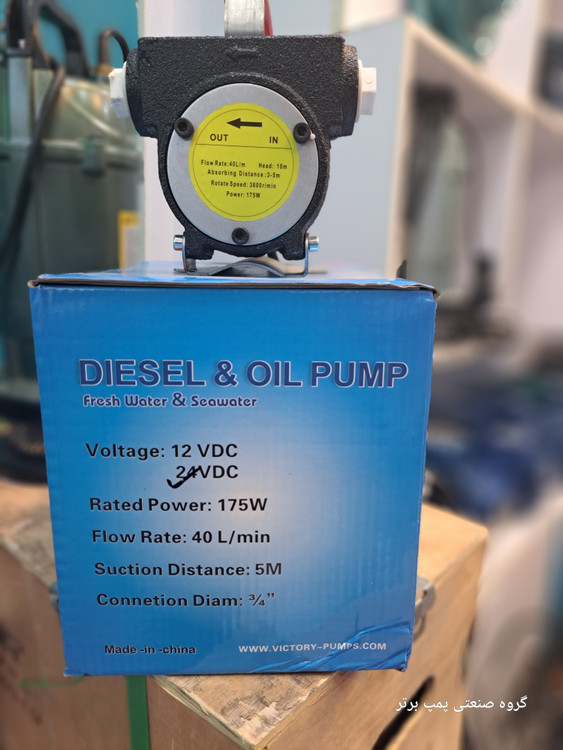 OUT IN
Flow Rate:40L/m Head: 10m
Absorbing Distance:3-5m
Rotate Speed: 3600r/min
Power: 175W
DIESEL & OIL PUMP
Fresh Water & Seawater
Voltage: 12 VDC
24VDC
Rated Power: 175W
Flow Rate: 40 L/min
Suction Distance: 5M
Connetion Diam: ¾"
Made -in -china WWW.VICTORY-PUMPS.COM
گروه صنعتی پمپ برتر